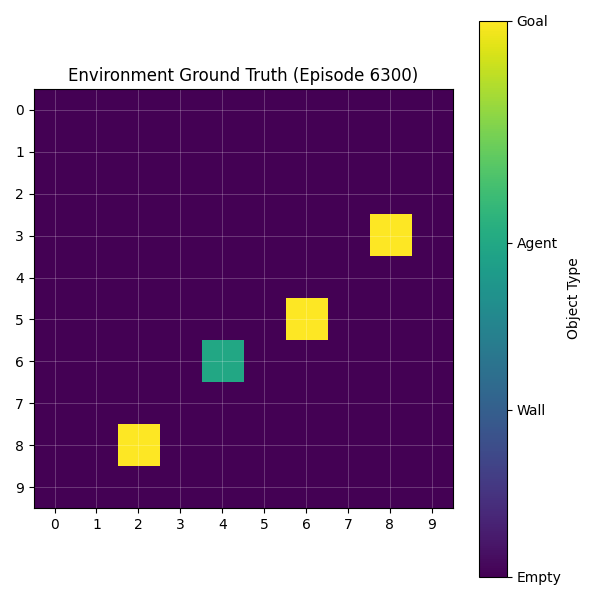 Environment Ground Truth (Episode 6300)
0
1
2
3
4
5
6
7
8
9
0 1 2 3 4 5 6 7 8 9
Goal
Agent
Wall
Empty
Object Type